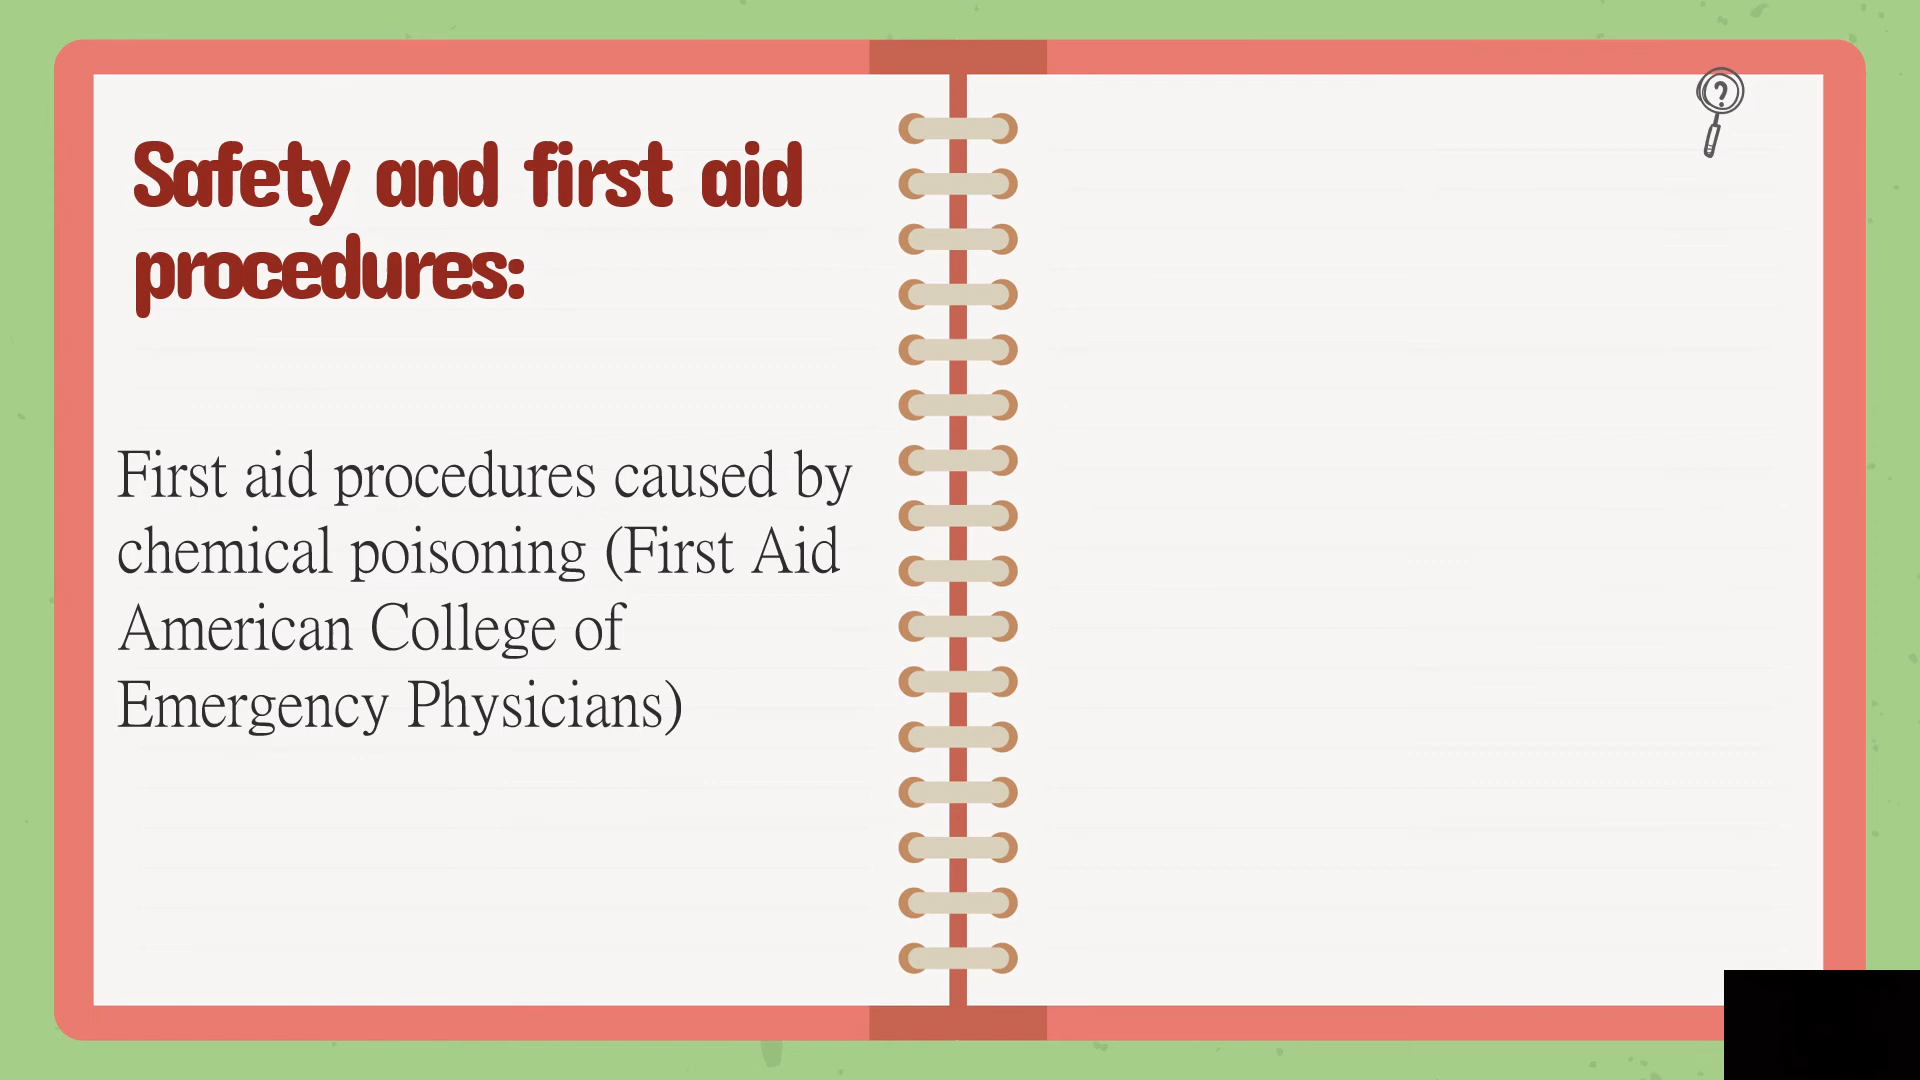 Safety and first aid
procedures:
First aid procedures caused by
chemical poisoning (First Aid
American College of
Emergency Physicians)
?